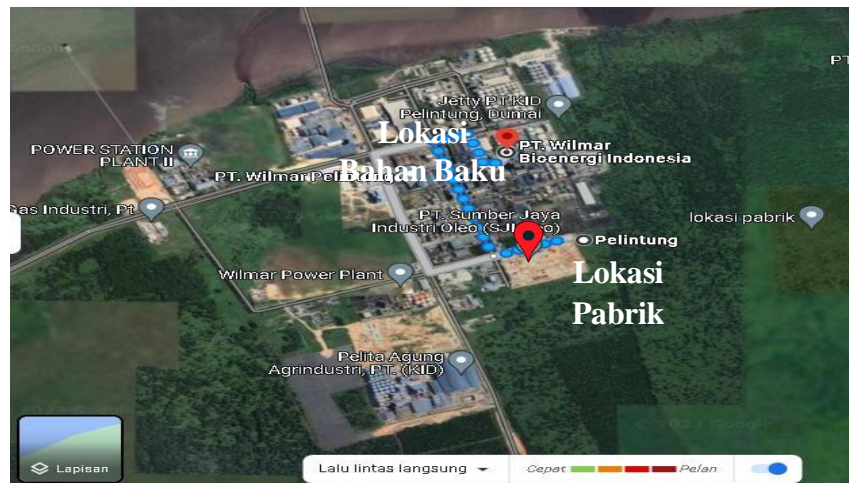 PT
Jetty PT KID
Pelintung, Dumai
Lokasi
Bahan Baku
PT. Wilmar
Bioenergi Indonesia
POWER STATION
PLANT II
PT. Wilmar Pelintung
Gas Industri, Pt
PT. Sumber Jaya
Industri Oleo (SJI
Pelintung
lokasi pabrik
Wilmar Power Plant
Lokasi
Pabrik
Pelita Agung
Agrindustri, PT. (KID)
Lapisan
Lalu lintas langsung
Cepat
Pelan